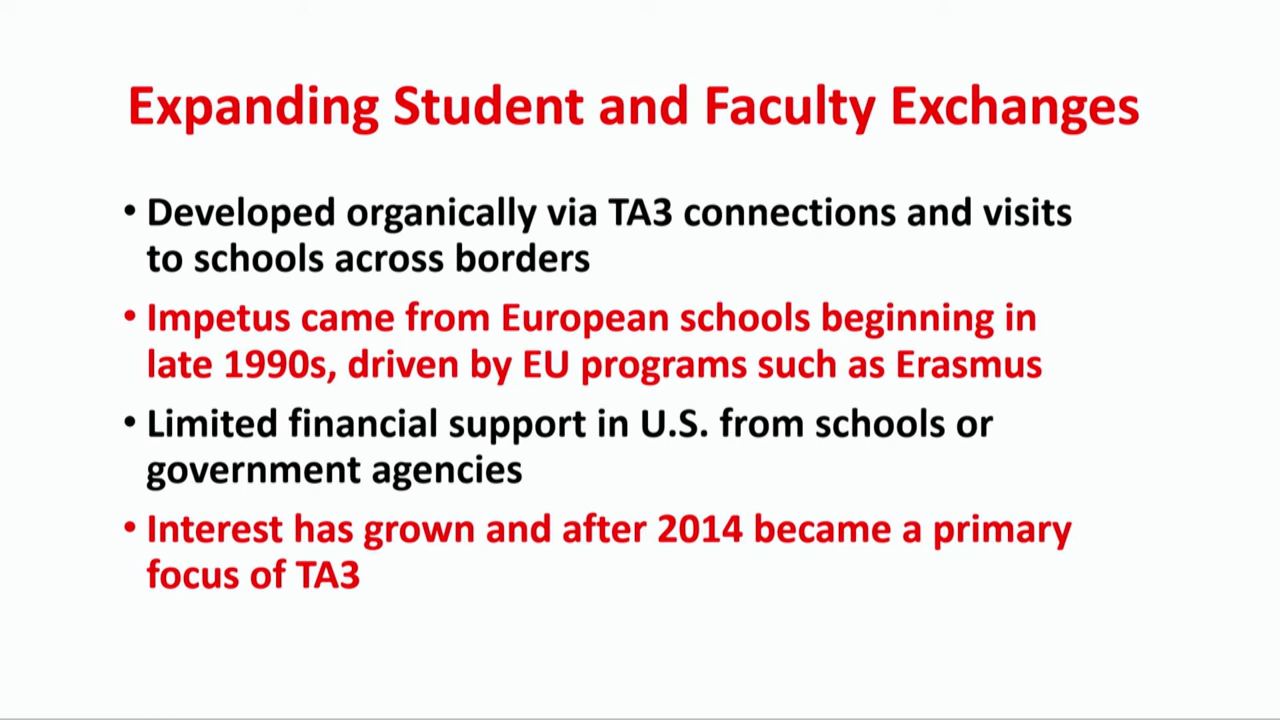 Expanding Student and Faculty Exchanges
• Developed organically via TA3 connections and visits
to schools across borders
• Impetus came from European schools beginning in
late 1990s, driven by EU programs such as Erasmus
• Limited financial support in U.S. from schools or
government agencies
• Interest has grown and after 2014 became a primary
focus of TA3